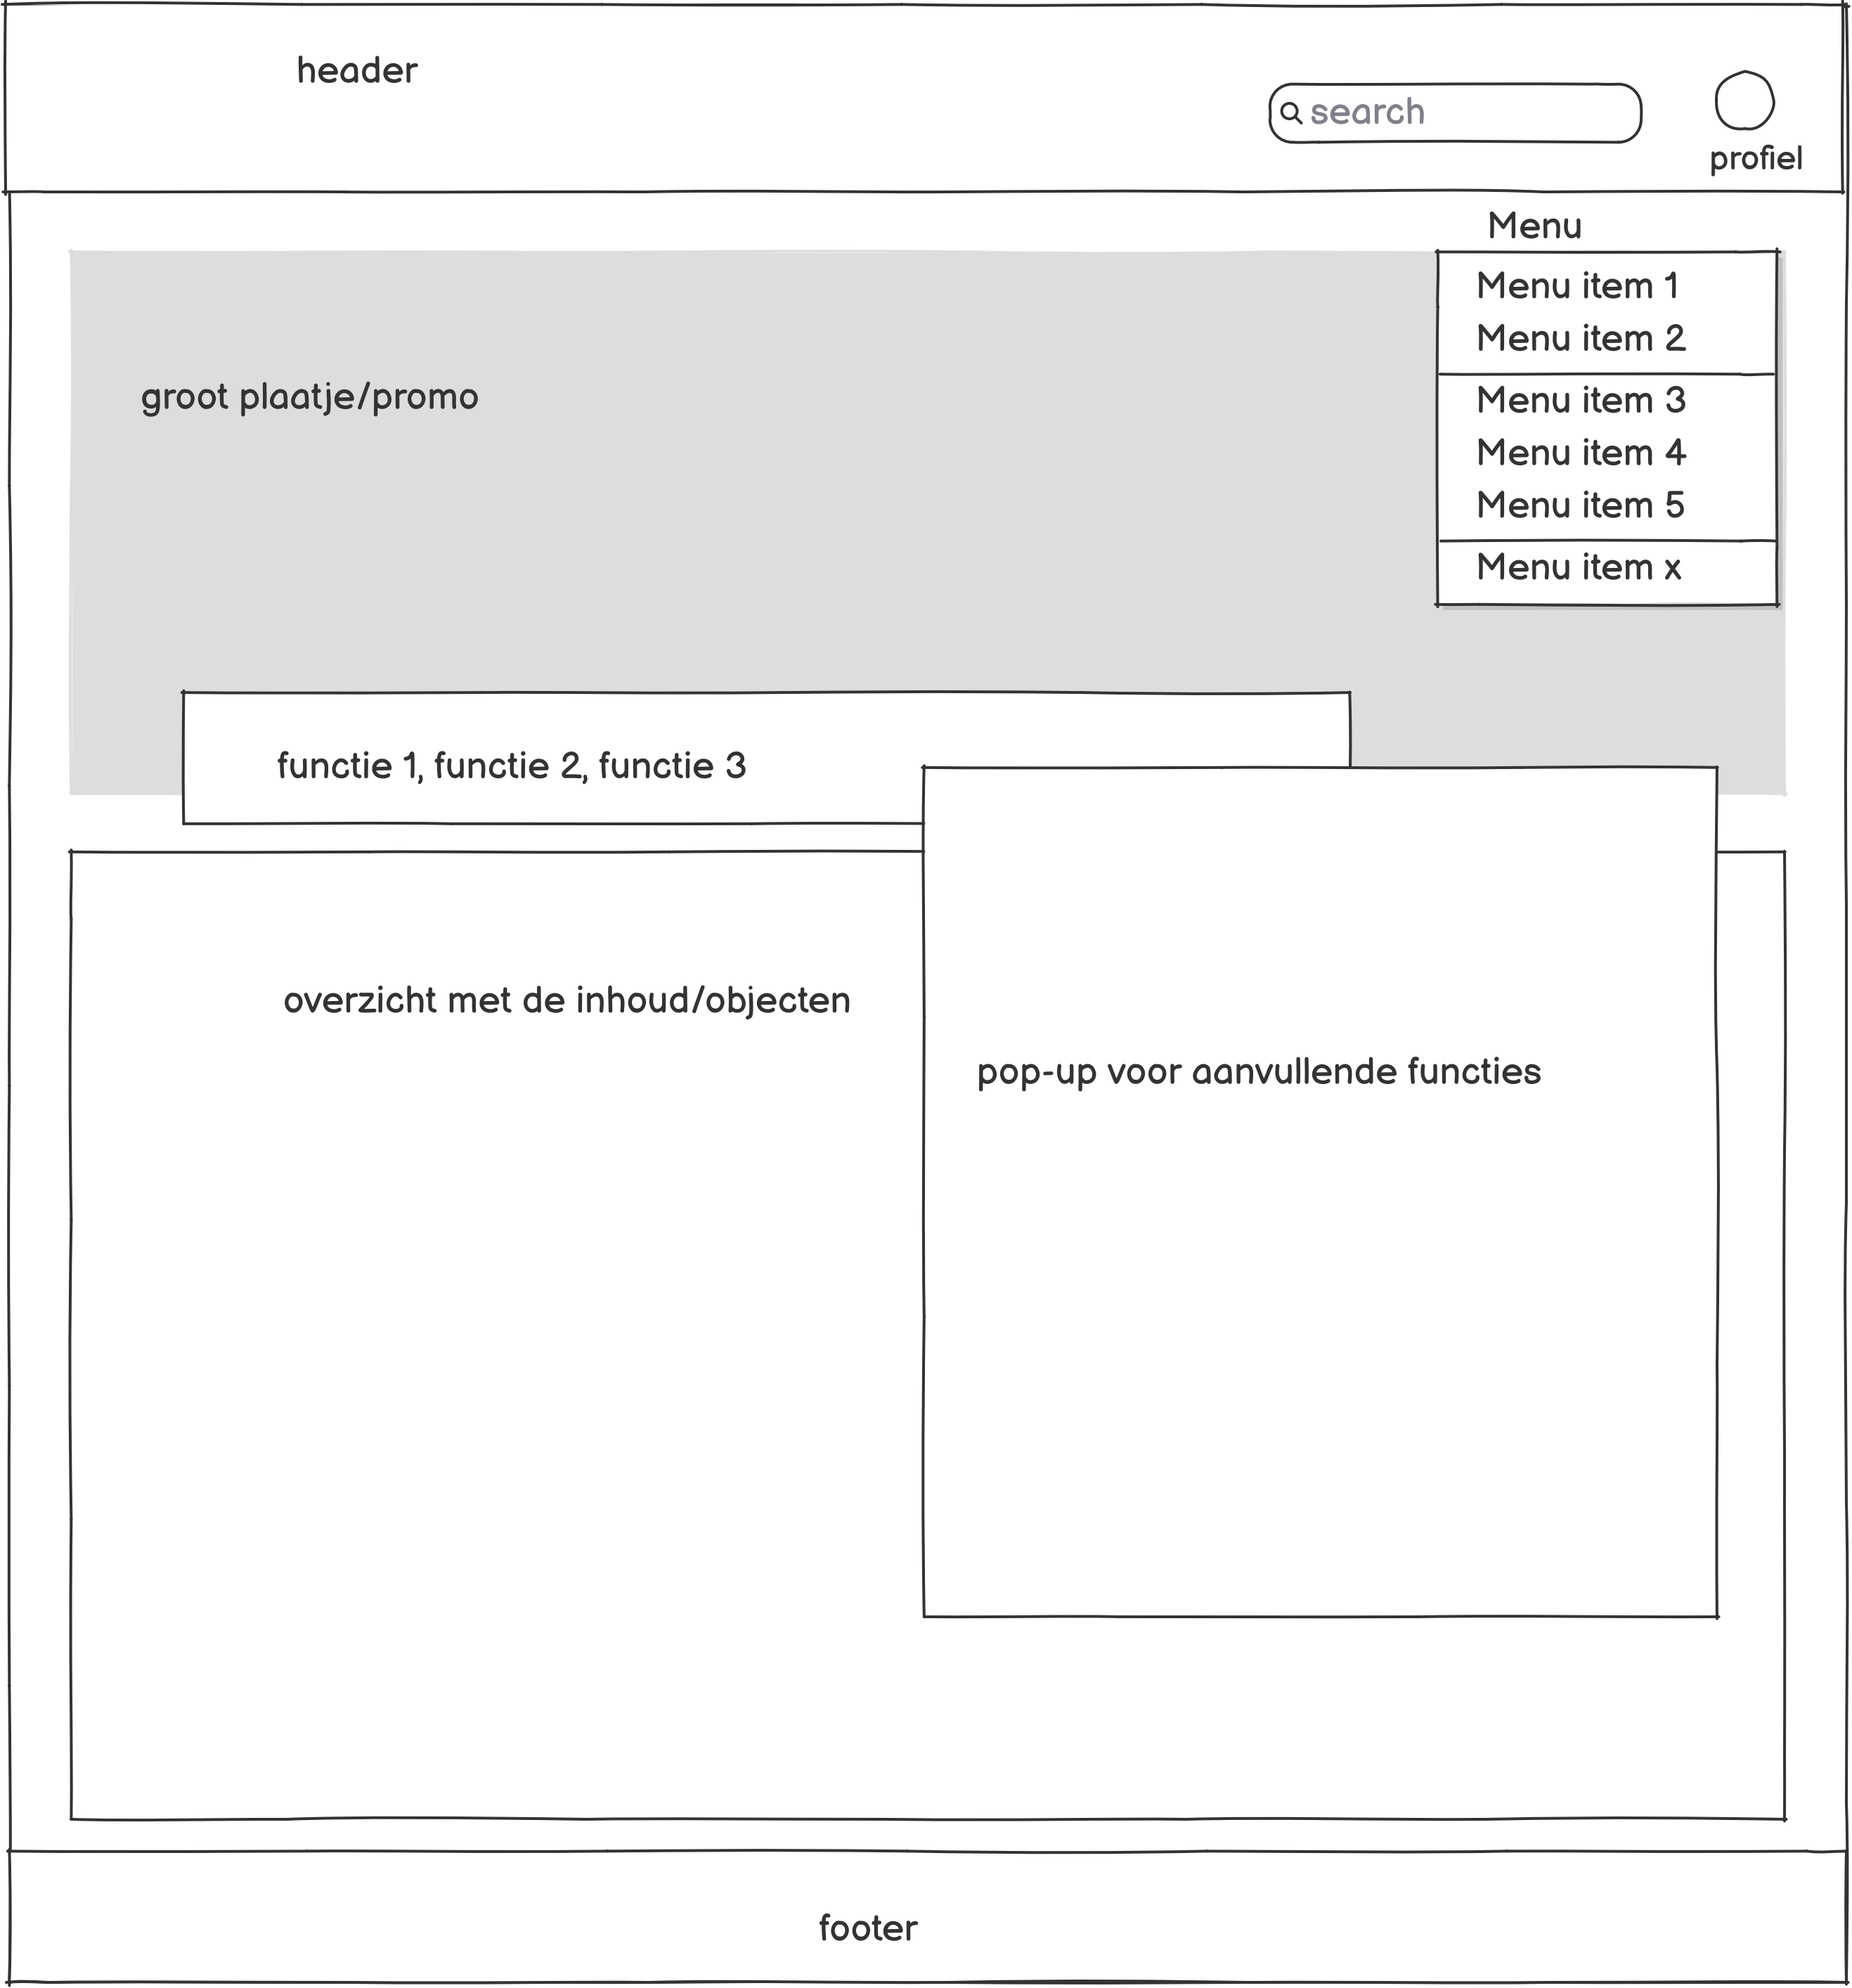 header
search
profiel
Menu
Menu item 1
Menu item 2
Menu item 3
Menu item 4
Menu item 5
Menu item x
groot plaatje/promo
functie 1, functie 2, functie 3
overzicht met de inhoud/objecten
pop-up voor aanvullende functies
footer